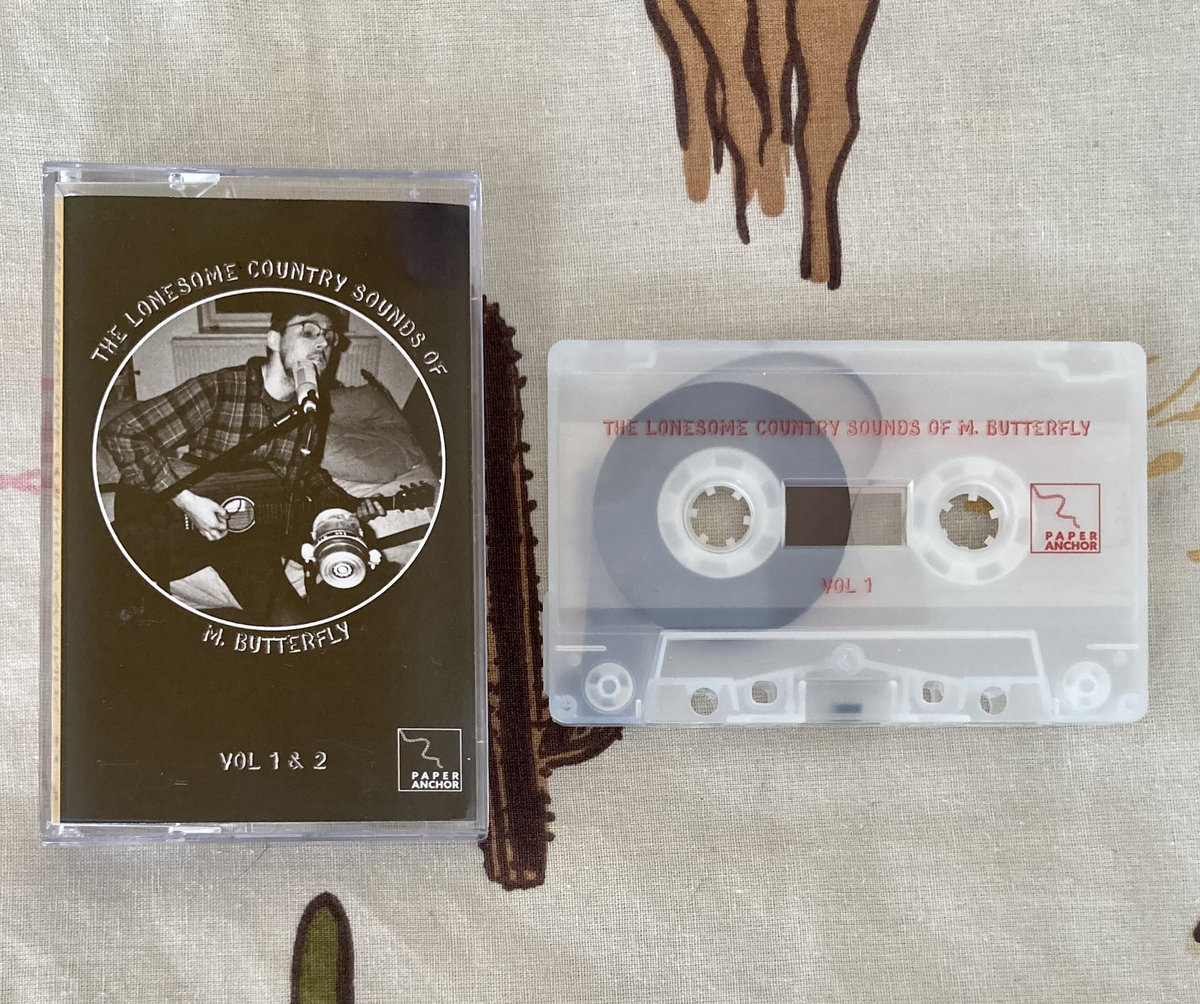 THE LONESOME COUNTRY SOUNDS OF
M. BUTTERFLY
VOL 1 & 2
PAPER
ANCHOR
THE LONESOME COUNTRY SOUNDS OF M. BUTTERFLY
PAPER
ANCHOR
VOL 1